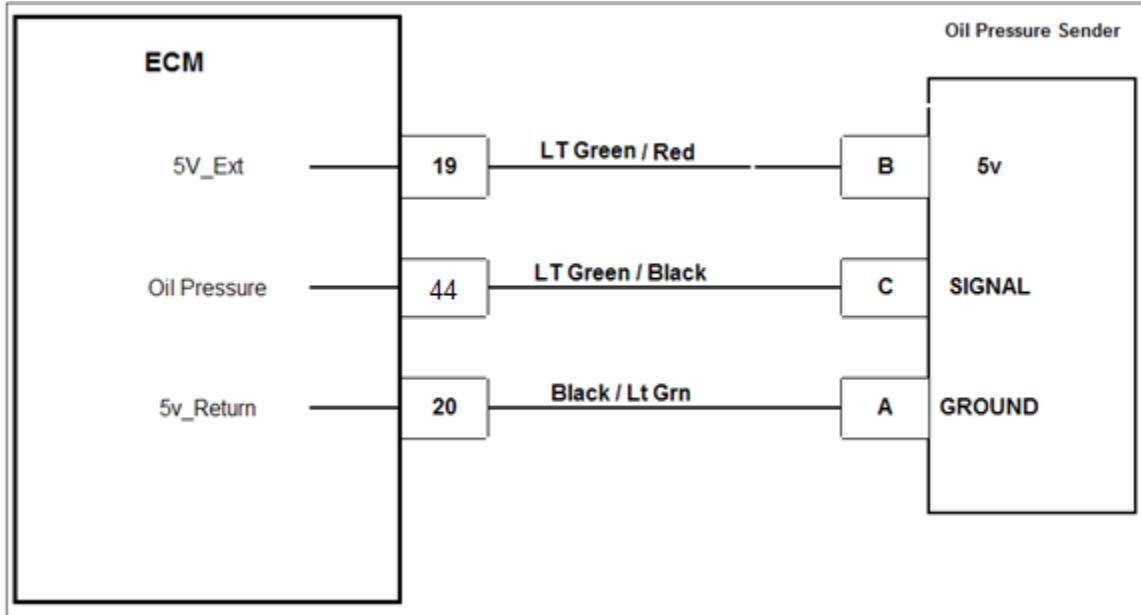 Oil Pressure Sender
ECM
5V_Ext
19
LT Green / Red
B
5v
Oil Pressure
44
LT Green / Black
C
SIGNAL
5v_Return
20
Black / Lt Grn
A
GROUND